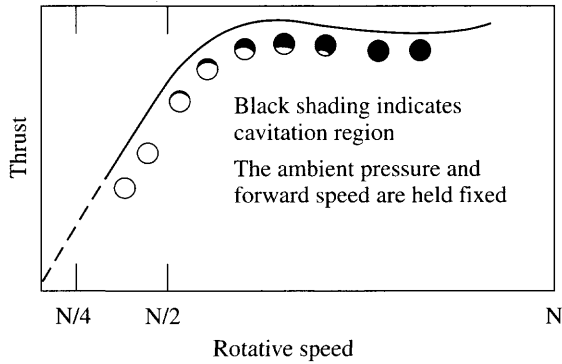 Thrust
Black shading indicates
cavitation region
The ambient pressure and
forward speed are held fixed
N/4
N/2
N
Rotative speed